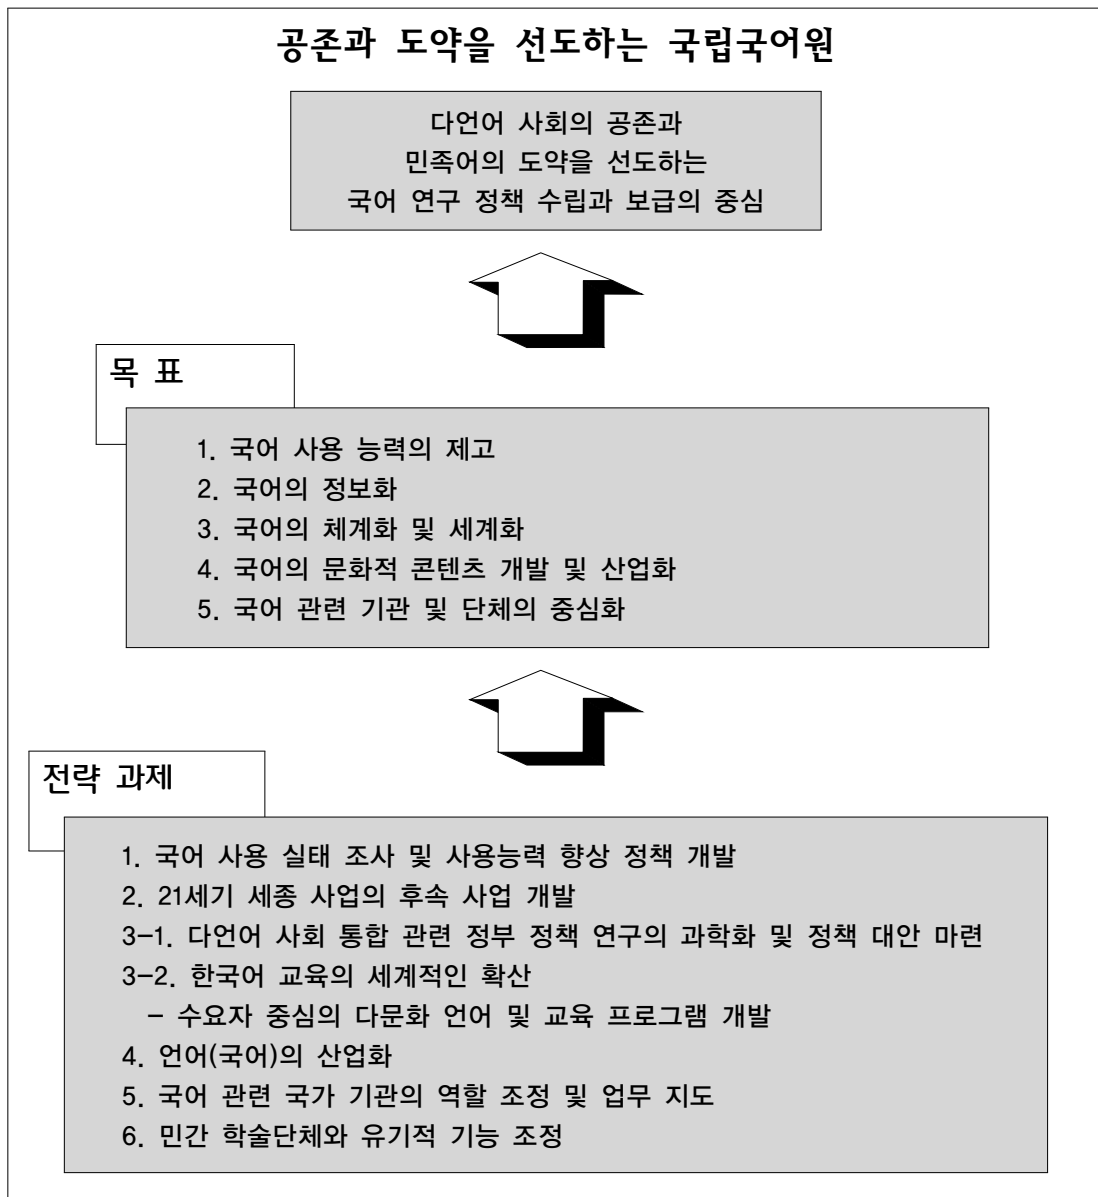 공존과 도약을 선도하는 국립국어원
다언어 사회의 공존과
민족어의 도약을 선도하는
국어 연구 정책 수립과 보급의 중심
목 표
1. 국어 사용 능력의 제고
2. 국어의 정보화
3. 국어의 체계화 및 세계화
4. 국어의 문화적 콘텐츠 개발 및 산업화
5. 국어 관련 기관 및 단체의 중심화
전략 과제
1. 국어 사용 실태 조사 및 사용능력 향상 정책 개발
2. 21세기 세종 사업의 후속 사업 개발
3-1. 다언어 사회 통합 관련 정부 정책 연구의 과학화 및 정책 대안 마련
3-2. 한국어 교육의 세계적인 확산
- 수요자 중심의 다문화 언어 및 교육 프로그램 개발
4. 언어(국어)의 산업화
5. 국어 관련 국가 기관의 역할 조정 및 업무 지도
6. 민간 학술단체와 유기적 기능 조정